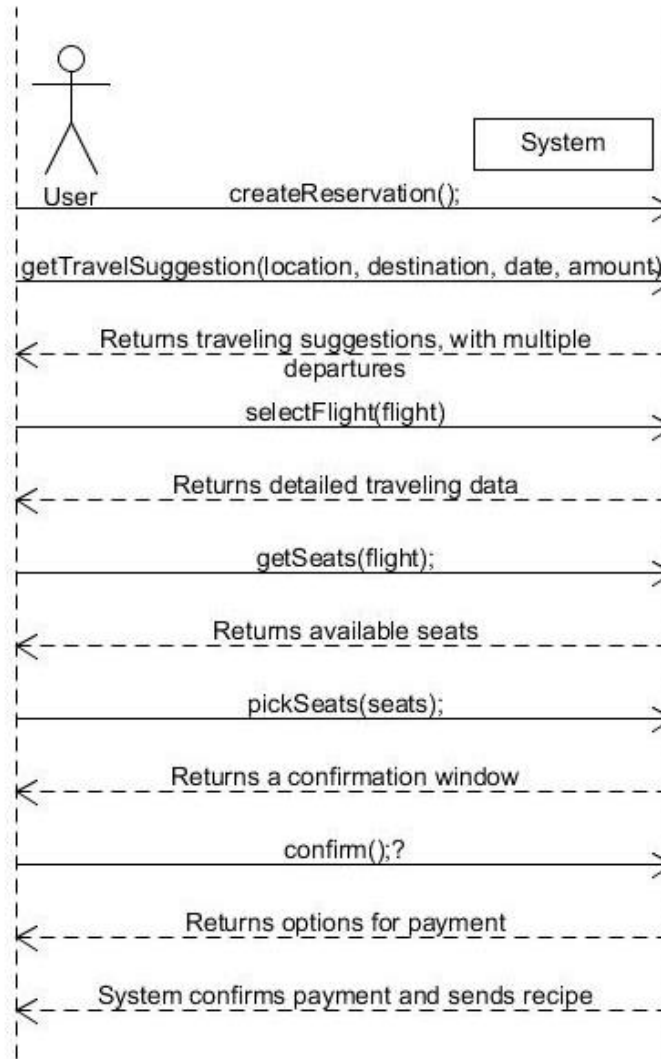 System
User
createReservation();
getTravelSuggestion(location, destination, date, amount)
Returns traveling suggestions, with multiple
departures
selectFlight(flight)
Returns detailed traveling data
getSeats(flight);
Returns available seats
pickSeats(seats);
Returns a confirmation window
confirm();?
Returns options for payment
System confirms payment and sends recipe